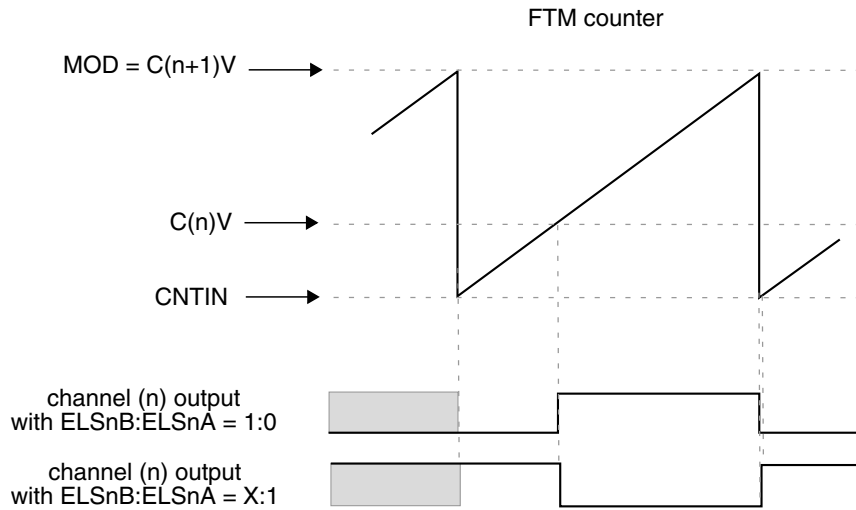 FTM counter
MOD = C(n+1)V
C(n)V
CNTIN
channel (n) output
with ELSnB:ELSnA = 1:0
channel (n) output
with ELSnB:ELSnA = X:1